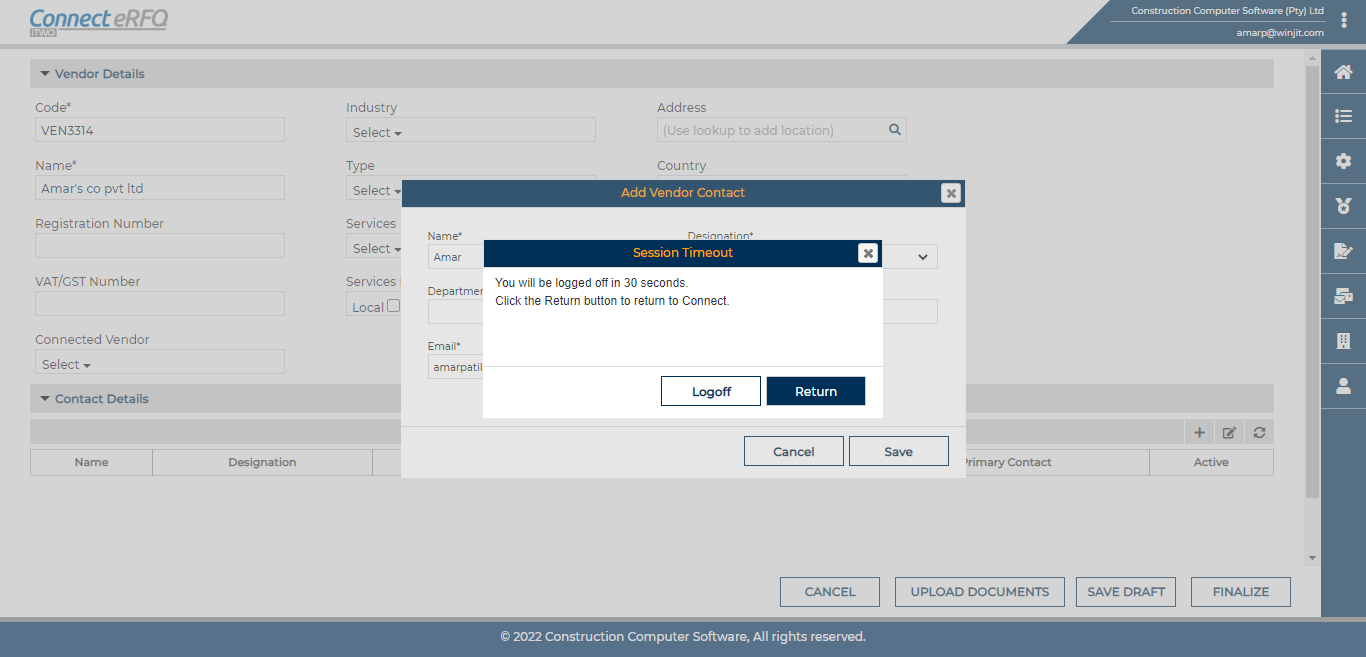 Connect eRFQ
iTWO
Construction Computer Software (Pty) Ltd
amarp@winjit.com
Vendor Details
Code*
Industry
Address
VEN3314
Select
(Use lookup to add location)
Name*
Type
Country
Amar's co pvt ltd
Select
Add Vendor Contact
Registration Number
Services
Select
Name*
Designation*
Amar
Session Timeout
You will be logged off in 30 seconds.
Click the Return button to return to Connect.
Logoff
Return
VAT/GST Number
Services
Local
Email*
amarpatil
Cancel
Save
Connected Vendor
Select
Contact Details
Name
Designation
Primary Contact
Active
CANCEL
UPLOAD DOCUMENTS
SAVE DRAFT
FINALIZE
© 2022 Construction Computer Software, All rights reserved.